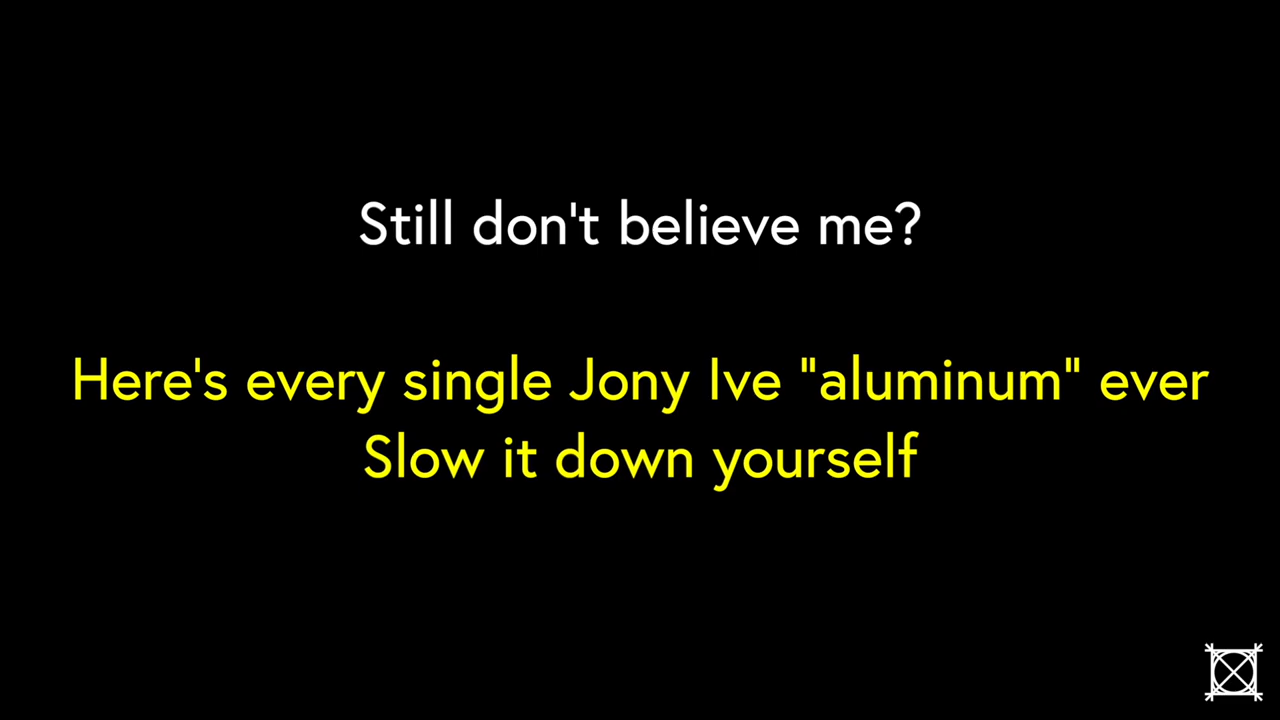 Still don't believe me?
Here's every single Jony Ive "aluminum" ever
Slow it down yourself